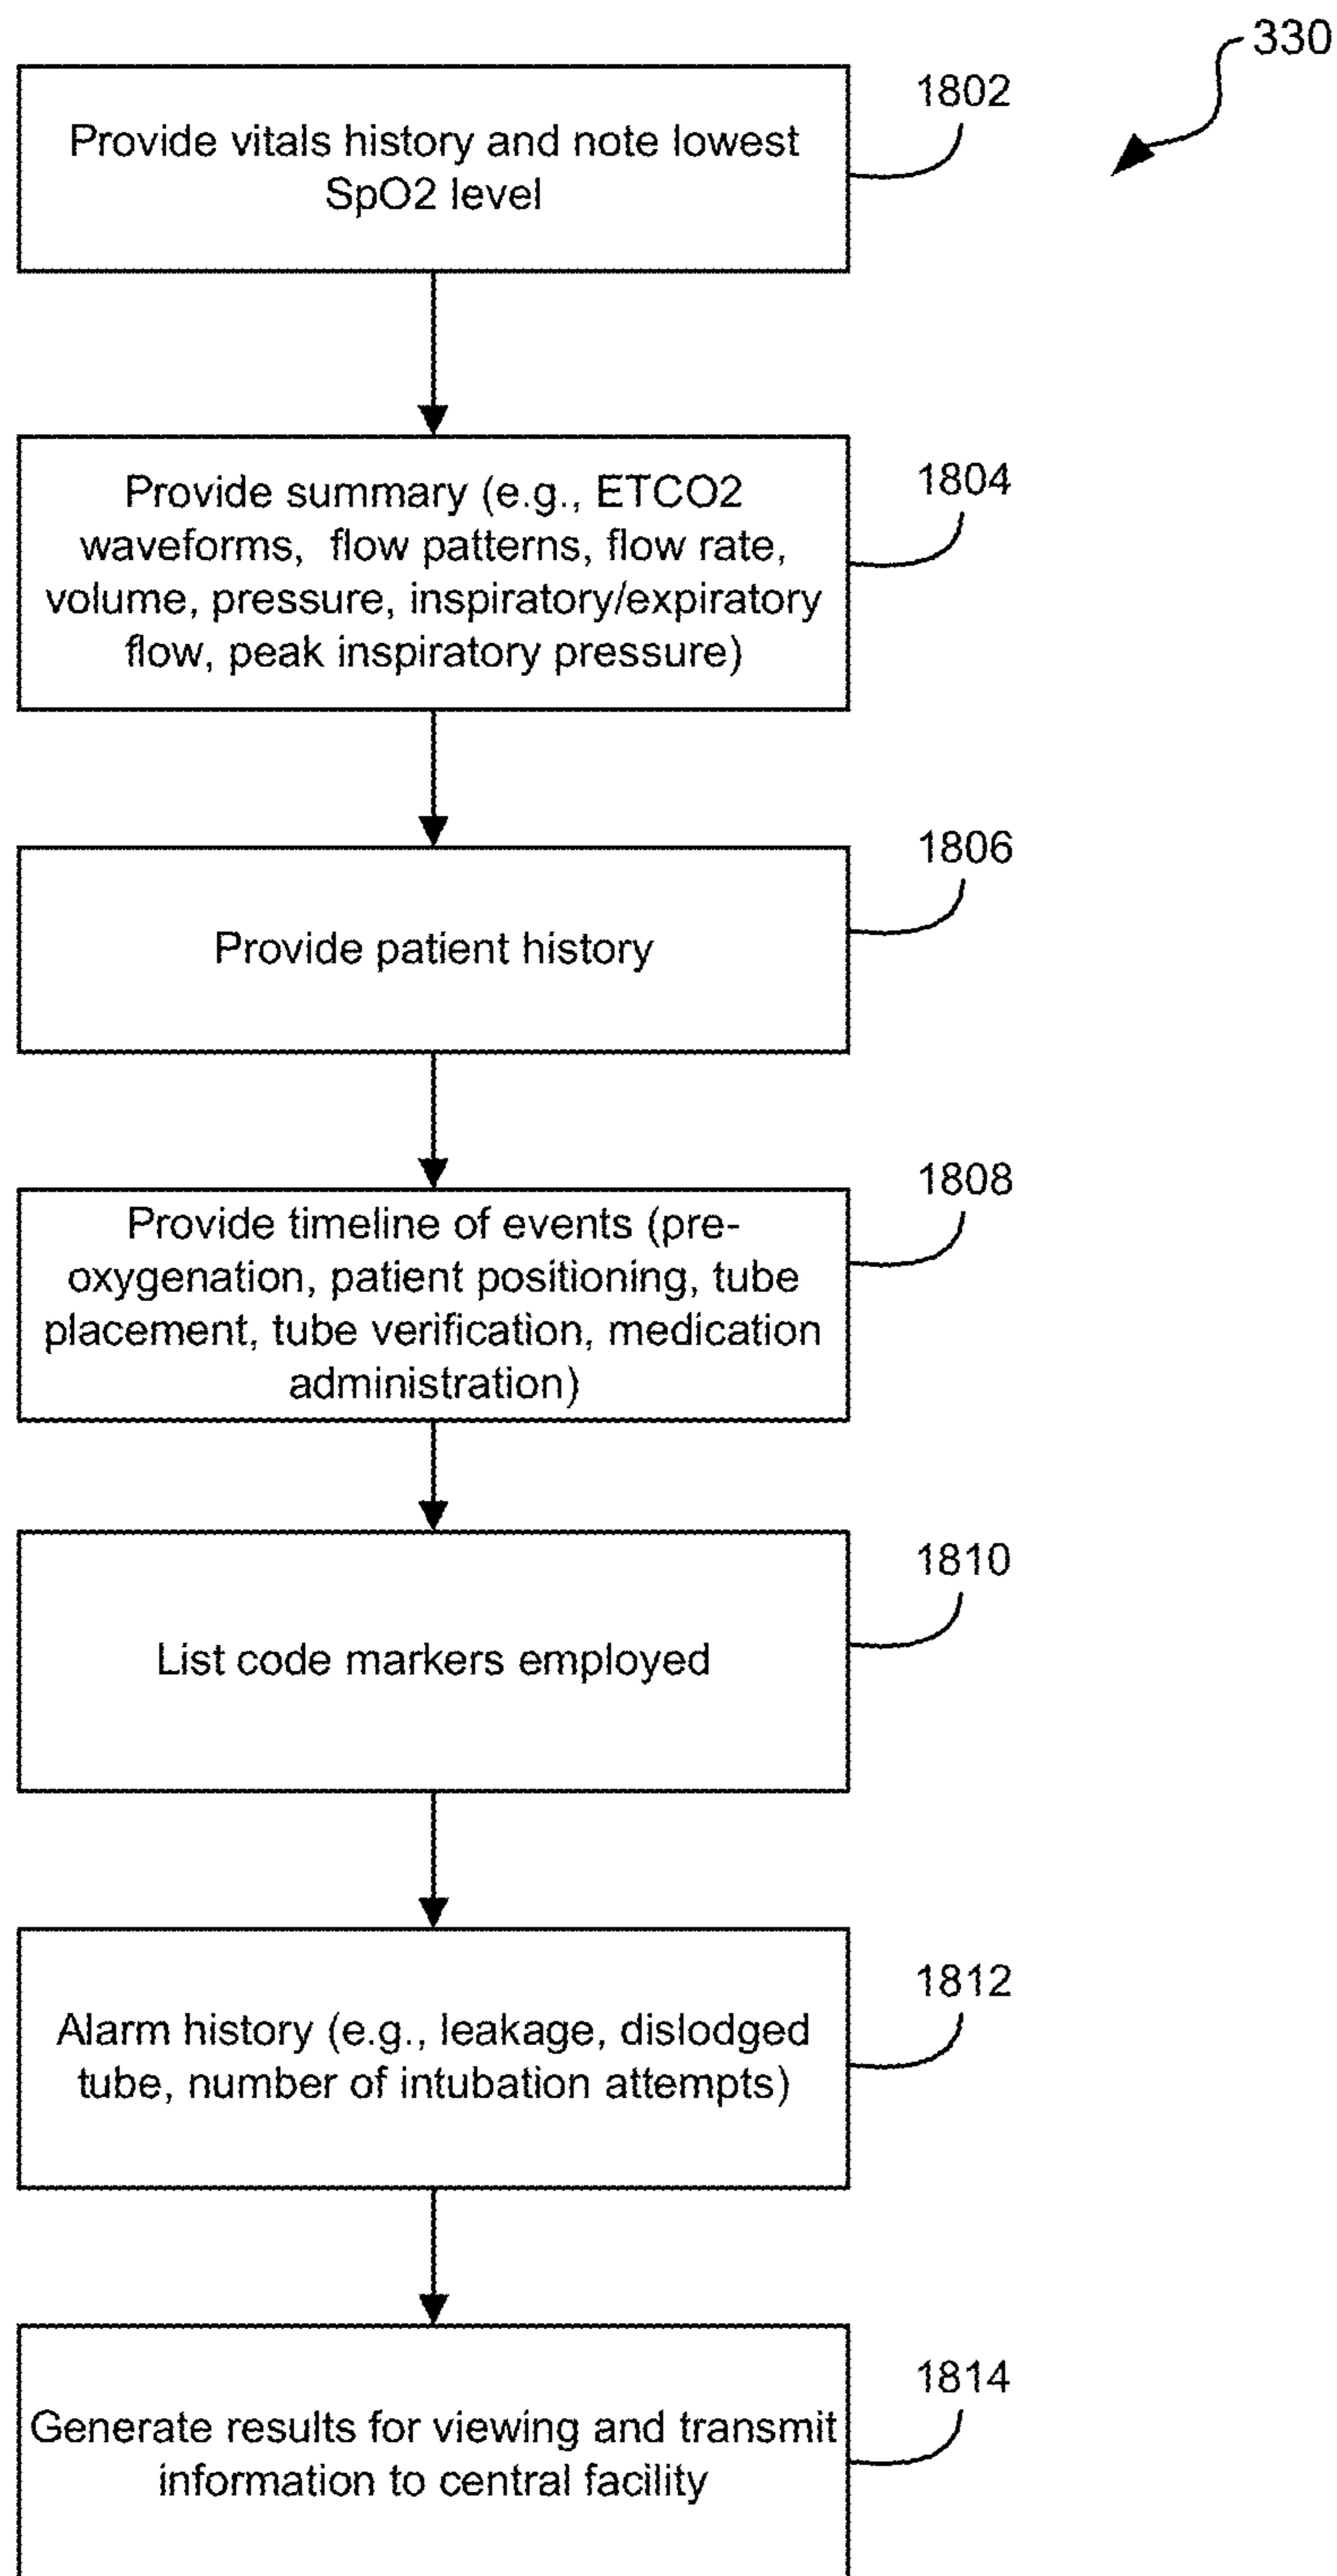 330
1802
Provide vitals history and note lowest
SpO2 level
1804
Provide summary (e.g., ETCO2
waveforms, flow patterns, flow rate,
volume, pressure, inspiratory/expiratory
flow, peak inspiratory pressure)
1806
Provide patient history
1808
Provide timeline of events (pre-
oxygenation, patient positioning, tube
placement, tube verification, medication
administration)
1810
List code markers employed
1812
Alarm history (e.g., leakage, dislodged
tube, number of intubation attempts)
1814
Generate results for viewing and transmit
information to central facility